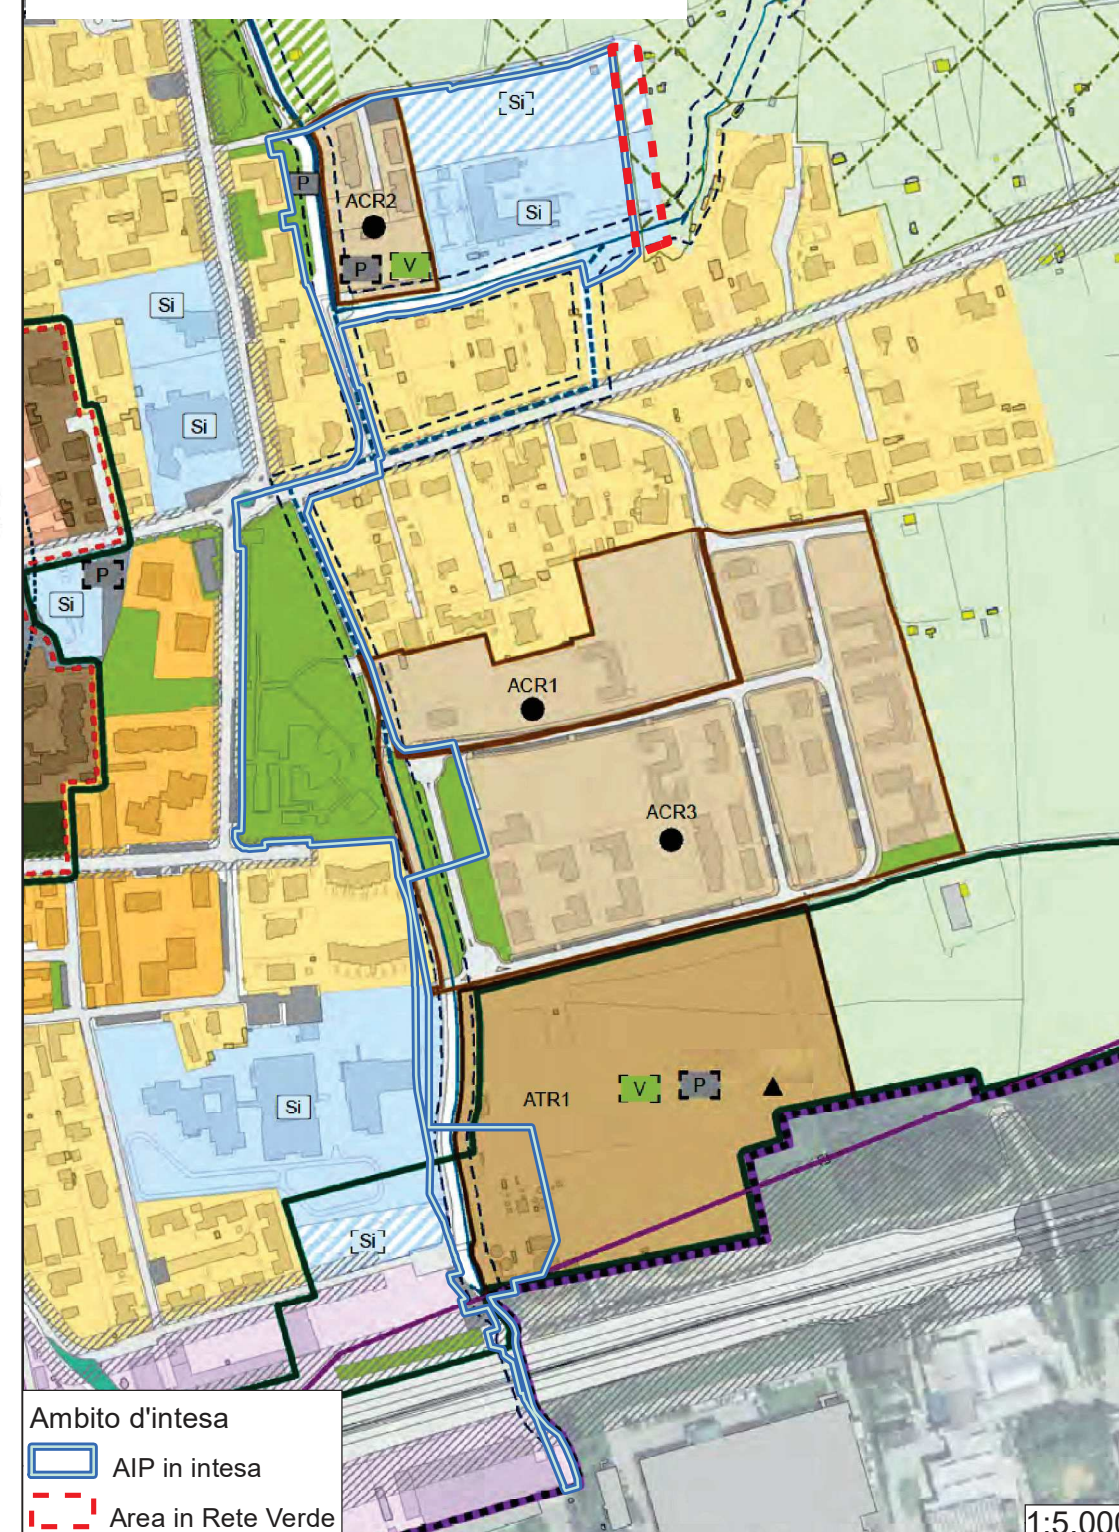 Si
P
ACR2
Si
P
V
Si
Si
P
Si
ACR1
ACR3
V
P
ATR1
Si
Si
Ambito d'intesa
AIP in intesa
Area in Rete Verde
1:5.000